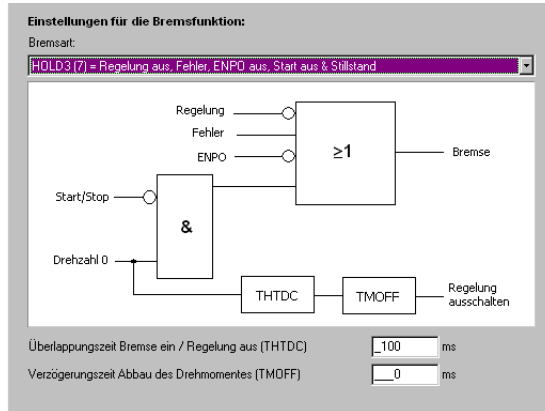 Einstellungen für die Bremsfunktion:
Bremsart:
HOLD3 (7) = Regelung aus, Fehler, ENPO aus, Start aus & Stillstand
Regelung
Fehler
ENPO
≥1
Bremse
Start/Stop
&
Drehzahl 0
THTDC
TMOFF
Regelung
ausschalten
Überlappungszeit Bremse ein / Regelung aus (THTDC)
_100 ms
Verzögerungszeit Abbau des Drehmomentes (TMOFF)
___0 ms